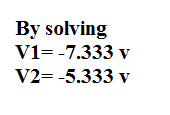 By solving
V1= -7.333 v
V2= -5.333 v